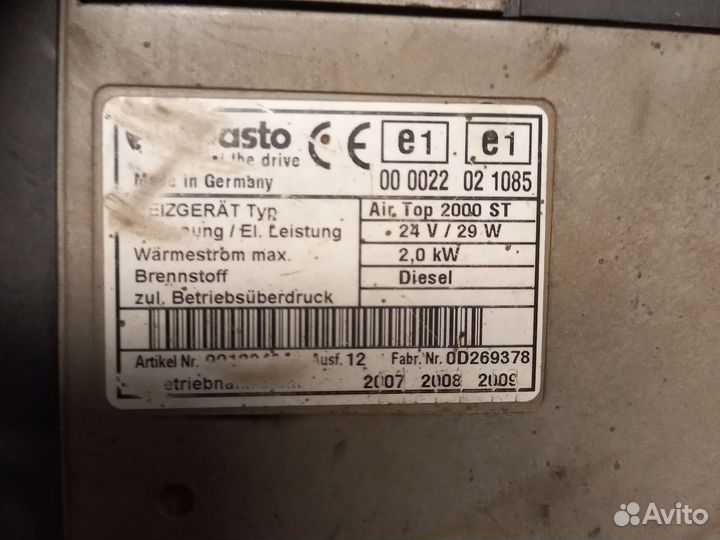 asto
the drive
e1 e1
Made in Germany 00 0022 02 1085
EIZGERÄT Typ Air Top 2000 ST
ung / El. Leistung 24 V / 29 W
Wärmestrom max. 2,0 kW
Brennstoff Diesel
zul. Betriebsüberdruck
Artikel Nr. Ausf. 12 Fabr. Nr. 0D269378
2007 2008 2009
Avito